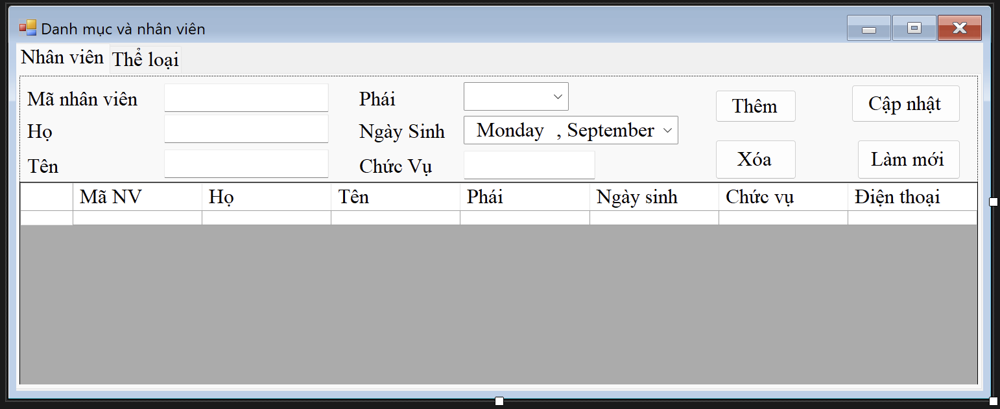 Danh mục và nhân viên
Nhân viên Thể loại
Mã nhân viên Phái Thêm Cập nhật
Họ Ngày Sinh Monday , September
Tên Chức Vụ Xóa Làm mới
Mã NV Họ Tên Phái Ngày sinh Chức vụ Điện thoại